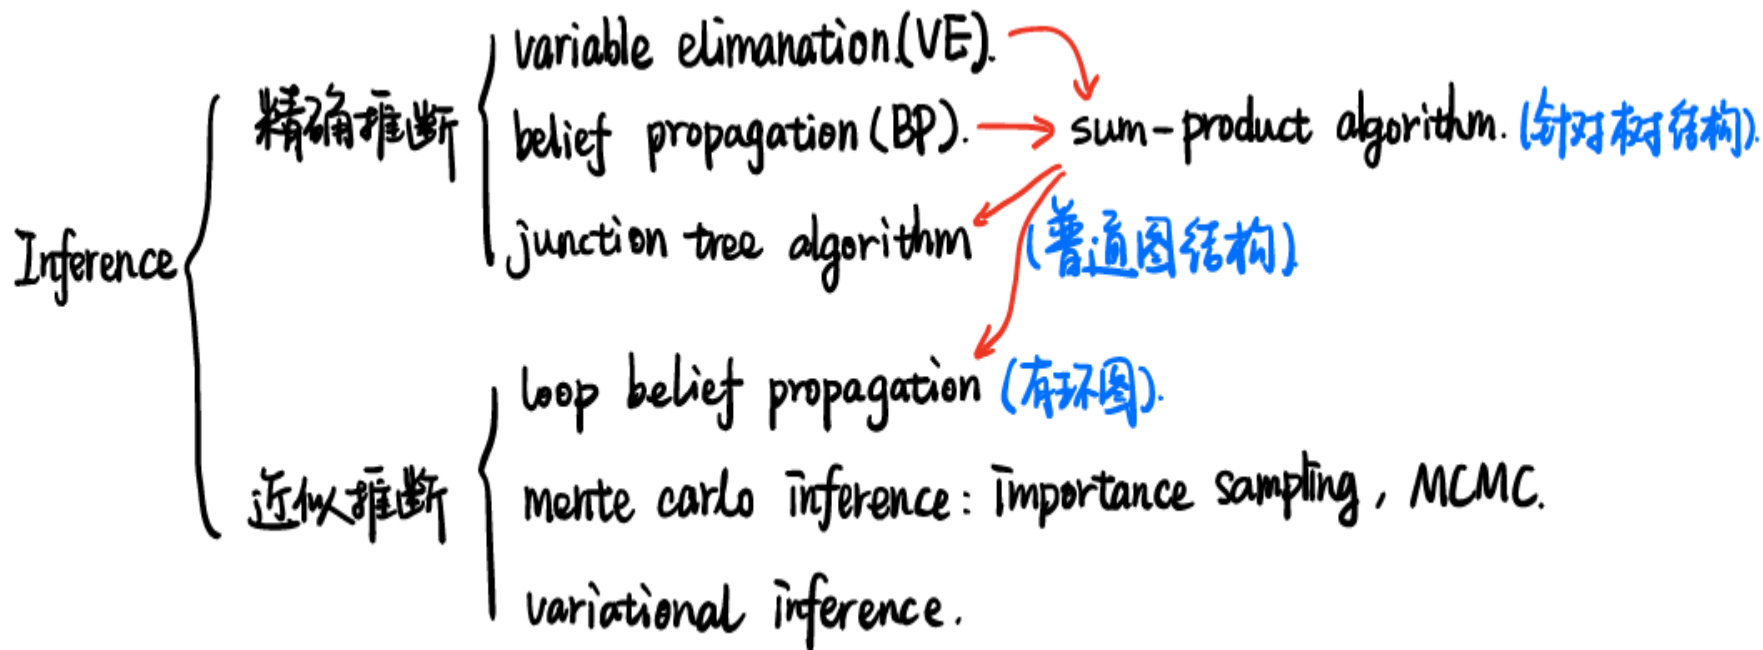 variable elimanation.(VE).
精确推断
belief propagation (BP). sum-product algorithm. (针对树结构).
Inference
junction tree algorithm (普通图结构)
loop belief propagation (有环图).
近似推断
monte carlo inference: importance sampling, MCMC.
variational inference.